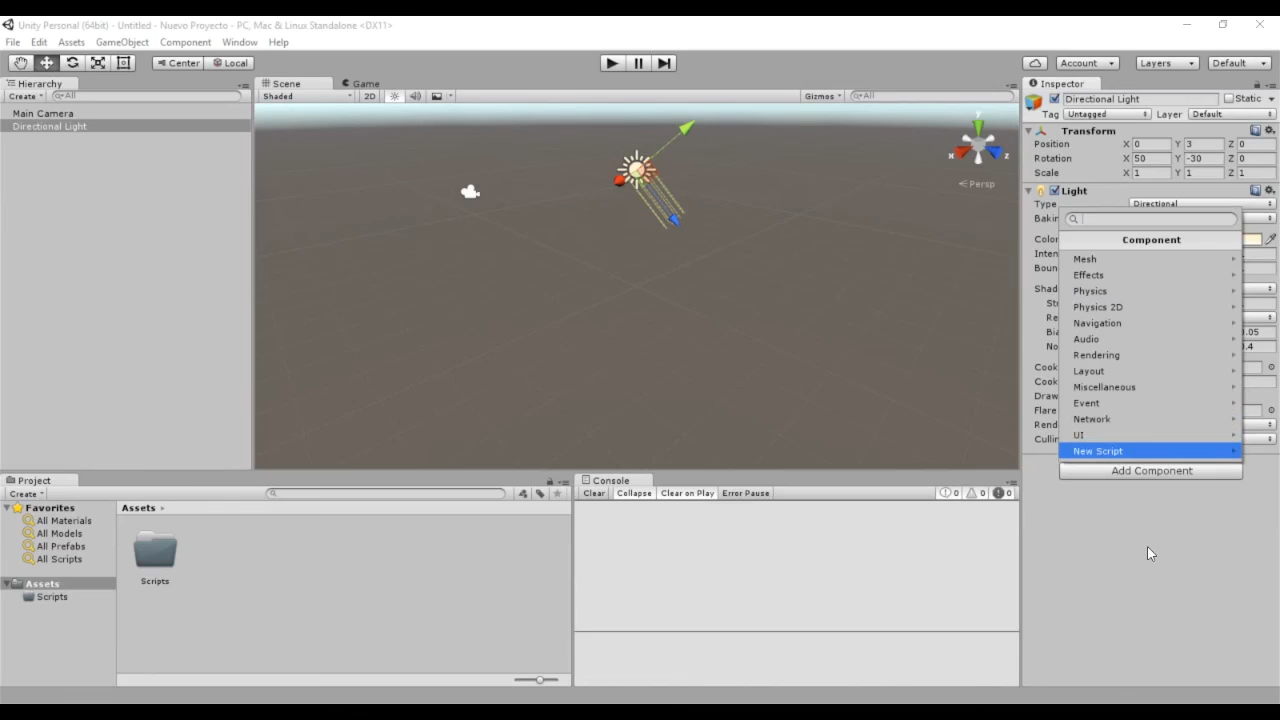 Unity Personal (64bit) - Untitled - Nuevo Proyecto - PC, Mac & Linux Standalone <DX11>
File Edit Assets GameObject Component Window Help
Center Local Account Layers Default
Hierarchy
Create All
Main Camera
Directional Light
Scene Game
Shaded 2D Gizmos All
y
x z
Persp
Inspector
Directional Light Static
Tag Untagged Layer Default
Transform
Position X 0 Y 3 Z 0
Rotation X 50 Y -30 Z 0
Scale X 1 Y 1 Z 1
Light
Type Directional
Component
Mesh
Effects
Physics
Physics 2D
Navigation
Audio
Rendering
Layout
Miscellaneous
Event
Network
UI
New Script
Add Component
Project
Create
Favorites
All Materials
All Models
All Prefabs
All Scripts
Assets
Scripts
Assets
Scripts
Console
Clear Collapse Clear on Play Error Pause 0 0 0